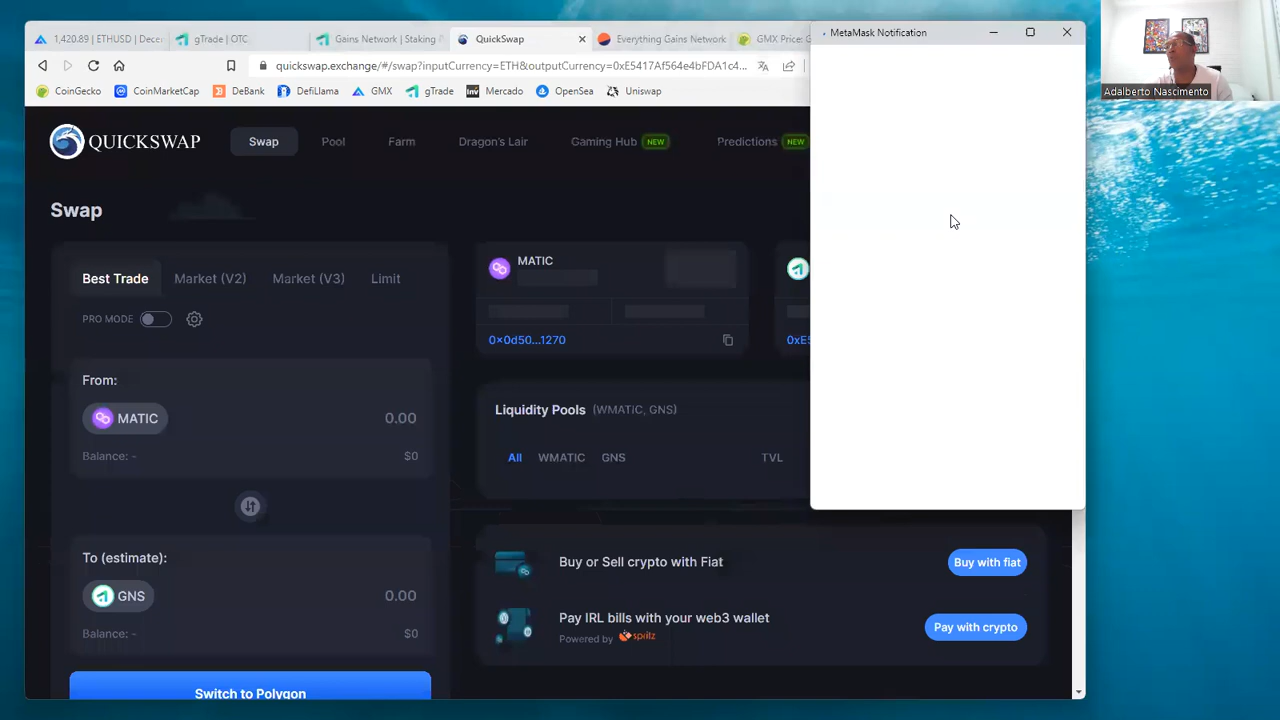 1,420.89 | ETHUSD | Dece
gTrade | OTC
Gains Network | Staking
QuickSwap
Everything Gains Network
GMX Price: G
MetaMask Notification
quickswap.exchange/#/swap?inputCurrency=ETH&outputCurrency=0xE5417Af564e4bFDA1c4...
CoinGecko
CoinMarketCap
DeBank
DefiLlama
GMX
gTrade
Mercado
OpenSea
Uniswap
Adalberto Nascimento
QUICKSWAP
Swap
Pool
Farm
Dragon's Lair
Gaming Hub NEW
Predictions NEW
Swap
Best Trade
Market (V2)
Market (V3)
Limit
PRO MODE
From:
MATIC
0.00
Balance: -
$0
To (estimate):
GNS
0.00
Balance: -
$0
Switch to Polygon
MATIC
0x0d50...1270
0xE5
Liquidity Pools (WMATIC, GNS)
All
WMATIC
GNS
TVL
Buy or Sell crypto with Fiat
Buy with fiat
Pay IRL bills with your web3 wallet
Powered by spritz
Pay with crypto